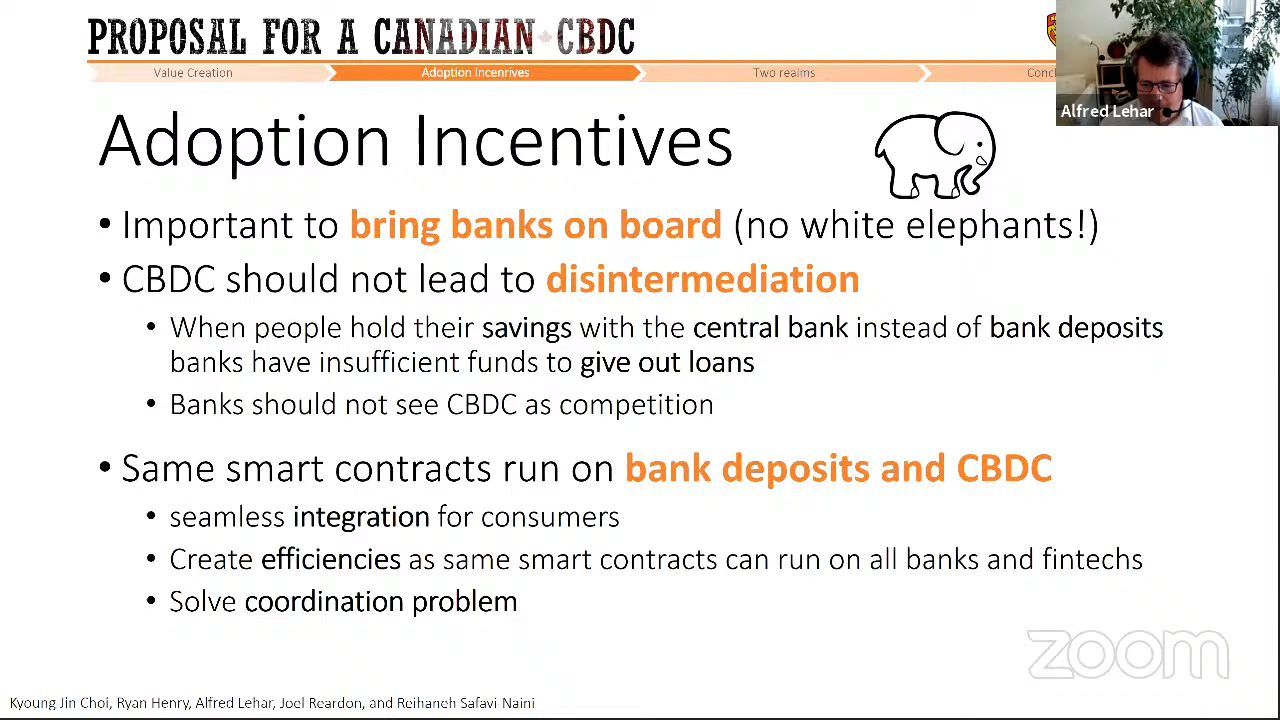 PROPOSAL FOR A CANADIAN CBDC
Value Creation
Adoption Incenrives
Two realms
Alfred Lehar
Adoption Incentives
• Important to bring banks on board (no white elephants!)
• CBDC should not lead to disintermediation
• When people hold their savings with the central bank instead of bank deposits
banks have insufficient funds to give out loans
• Banks should not see CBDC as competition
• Same smart contracts run on bank deposits and CBDC
• seamless integration for consumers
• Create efficiencies as same smart contracts can run on all banks and fintechs
• Solve coordination problem
zoom
Kyoung Jin Choi, Ryan Henry, Alfred Lehar, Joel Reardon, and Reihaneh Safavi-Naini